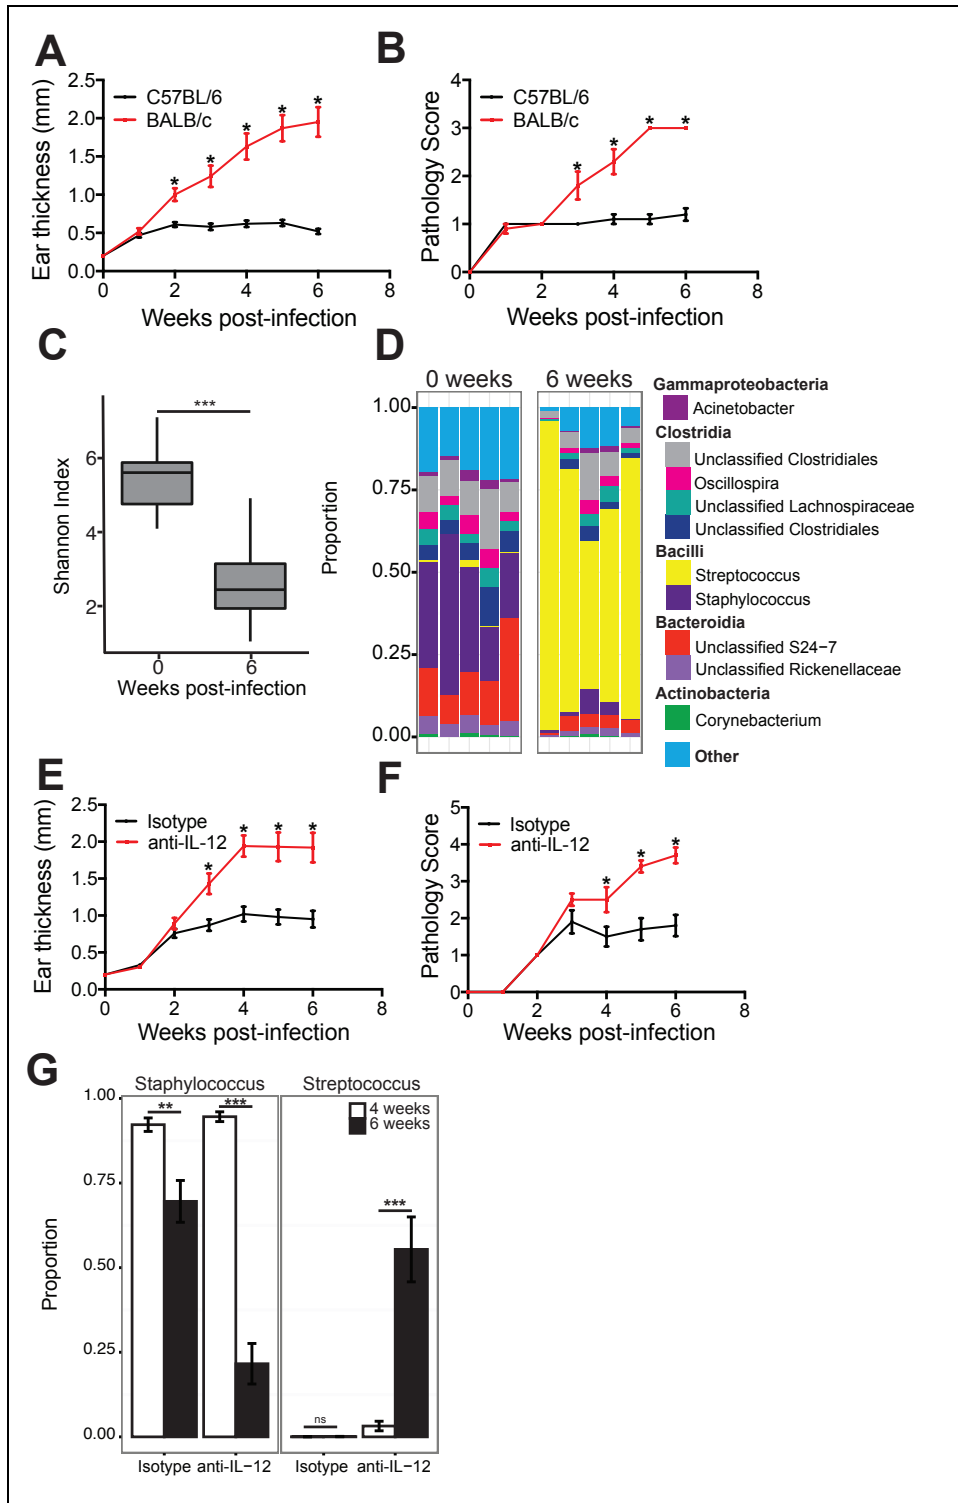 A
2.5
2.0
1.5
1.0
0.5
0.0
Ear thickness (mm)
C57BL/6
BALB/c
* * * * *
0 2 4 6 8
Weeks post-infection
B
4
3
2
1
0
Pathology Score
C57BL/6
BALB/c
* * * *
0 2 4 6 8
Weeks post-infection
C
***
6
4
2
Shannon Index
0 6
Weeks post-infection
D
0 weeks 6 weeks
1.00
0.75
0.50
0.25
0.00
Proportion
Gammaproteobacteria
Acinetobacter
Clostridia
Unclassified Clostridiales
Oscillospira
Unclassified Lachnospiraceae
Unclassified Clostridiales
Bacilli
Streptococcus
Staphylococcus
Bacteroidia
Unclassified S24-7
Unclassified Rickenellaceae
Actinobacteria
Corynebacterium
Other
E
2.5
2.0
1.5
1.0
0.5
0.0
Ear thickness (mm)
Isotype
anti-IL-12
* * * *
0 2 4 6 8
Weeks post-infection
F
5
4
3
2
1
0
Pathology Score
Isotype
anti-IL-12
* * *
0 2 4 6 8
Weeks post-infection
G
Staphylococcus Streptococcus
1.00
0.75
0.50
0.25
0.00
Proportion
** ***
4 weeks
6 weeks
***
ns
Isotype anti-IL-12 Isotype anti-IL-12